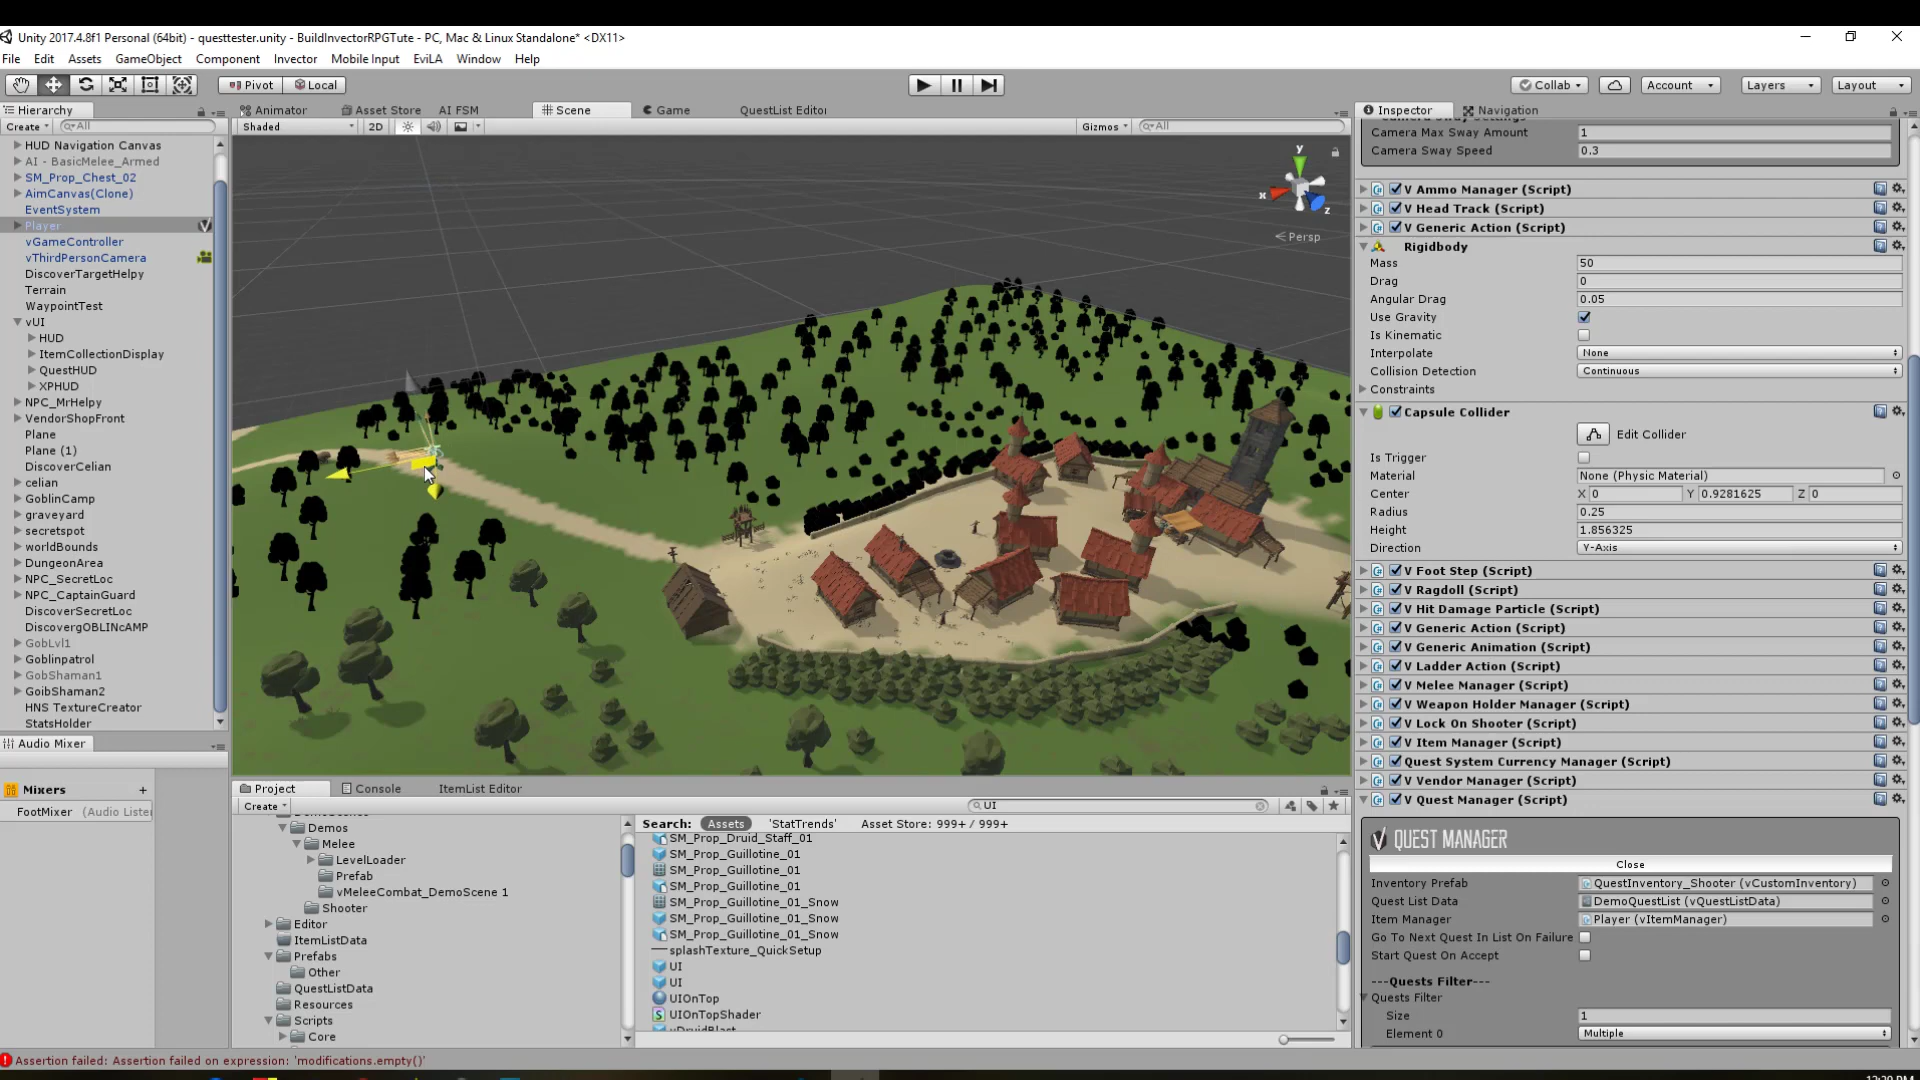 Unity 2017.4.8f1 Personal (64bit) - questtester.unity - BuildInvectorRPGTute - PC, Mac & Linux Standalone* <DX11>
File Edit Assets GameObject Component Invector Mobile Input EviLA Window Help
Pivot Local Collab Account Layers Layout
Hierarchy
Create All
HUD Navigation Canvas
AI - BasicMelee_Armed
SM_Prop_Chest_02
AimCanvas(Clone)
EventSystem
Player
vGameController
vThirdPersonCamera
DiscoverTargetHelpy
Terrain
WaypointTest
vUI
HUD
ItemCollectionDisplay
QuestHUD
XPHUD
NPC_MrHelpy
VendorShopFront
Plane
Plane (1)
DiscoverCelian
celian
GoblinCamp
graveyard
secretspot
worldBounds
DungeonArea
NPC_SecretLoc
NPC_CaptainGuard
DiscoverSecretLoc
DiscovergOBLINcAMP
GobLvl1
Goblinpatrol
GobShaman1
GoibShaman2
HNS TextureCreator
StatsHolder
Audio Mixer
Mixers +
FootMixer (Audio Listen
Animator Asset Store AI FSM Scene Game QuestList Editor
Shaded 2D Gizmos All
y
x
z
Persp
Project Console ItemList Editor
Create UI
Demos
Melee
LevelLoader
Prefab
vMeleeCombat_DemoScene 1
Shooter
Editor
ItemListData
Prefabs
Other
QuestListData
Resources
Scripts
Core
Search: Assets 'StatTrends' Asset Store: 999+ / 999+
SM_Prop_Druid_Staff_01
SM_Prop_Guillotine_01
SM_Prop_Guillotine_01
SM_Prop_Guillotine_01
SM_Prop_Guillotine_01_Snow
SM_Prop_Guillotine_01_Snow
SM_Prop_Guillotine_01_Snow
splashTexture_QuickSetup
UI
UI
UIOnTop
UIOnTopShader
vDruidBlast
Inspector Navigation
Camera Max Sway Amount 1
Camera Sway Speed 0.3
V Ammo Manager (Script)
V Head Track (Script)
V Generic Action (Script)
Rigidbody
Mass 50
Drag 0
Angular Drag 0.05
Use Gravity
Is Kinematic
Interpolate None
Collision Detection Continuous
Constraints
Capsule Collider
Edit Collider
Is Trigger
Material None (Physic Material)
Center X 0 Y 0.9281625 Z 0
Radius 0.25
Height 1.856325
Direction Y-Axis
V Foot Step (Script)
V Ragdoll (Script)
V Hit Damage Particle (Script)
V Generic Action (Script)
V Generic Animation (Script)
V Ladder Action (Script)
V Melee Manager (Script)
V Weapon Holder Manager (Script)
V Lock On Shooter (Script)
V Item Manager (Script)
Quest System Currency Manager (Script)
V Vendor Manager (Script)
V Quest Manager (Script)
QUEST MANAGER
Close
Inventory Prefab QuestInventory_Shooter (vCustomInventory)
Quest List Data DemoQuestList (vQuestListData)
Item Manager Player (vItemManager)
Go To Next Quest In List On Failure
Start Quest On Accept
---Quests Filter---
Quests Filter
Size 1
Element 0 Multiple
Assertion failed: Assertion failed on expression: 'modifications.empty()'